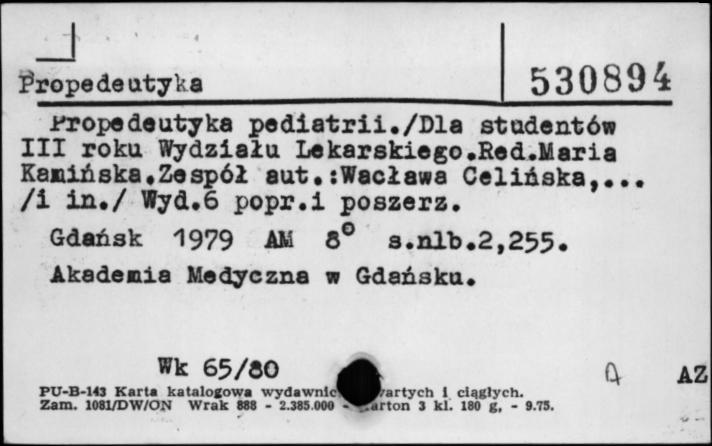 Propedeutyka 530894
Propedeutyka pediatrii./Dla studentów
III roku Wydziału Lekarskiego.Red.Maria
Kamińska.Zespół aut.:Wacława Celińska,...
/i in./ Wyd.6 popr.i poszerz.
Gdańsk 1979 AM 8° s.nlb.2,255.
Akademia Medyczna w Gdańsku.
Wk 65/80
A AZ
PU-B-143 Karta katalogowa wydawnic wartych i ciągłych.
Zam. 1081/DW/ON Wrak 888 - 2.385.000 - arton 3 kl. 180 g, - 9.75.